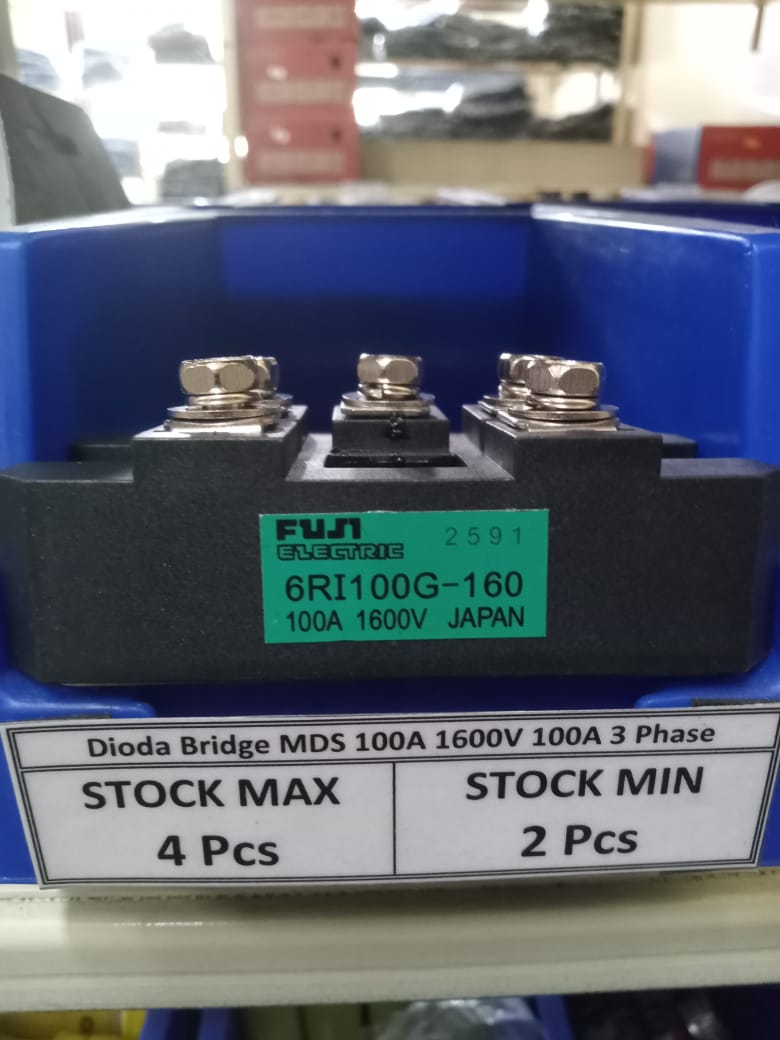 FUJI 2591
ELECTRIC
6RI100G-160
100A 1600V JAPAN
Dioda Bridge MDS 100A 1600V 100A 3 Phase
STOCK MAX
4 Pcs
STOCK MIN
2 Pcs